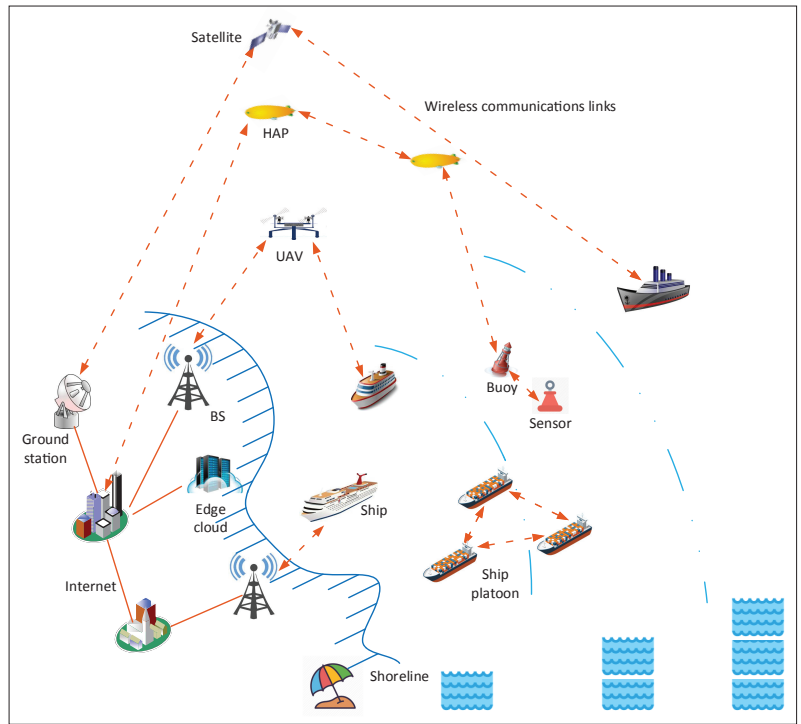 Satellite
Wireless communications links
HAP
UAV
BS
Buoy
Sensor
Ground
station
Edge
cloud
Ship
Internet
Ship
platoon
Shoreline